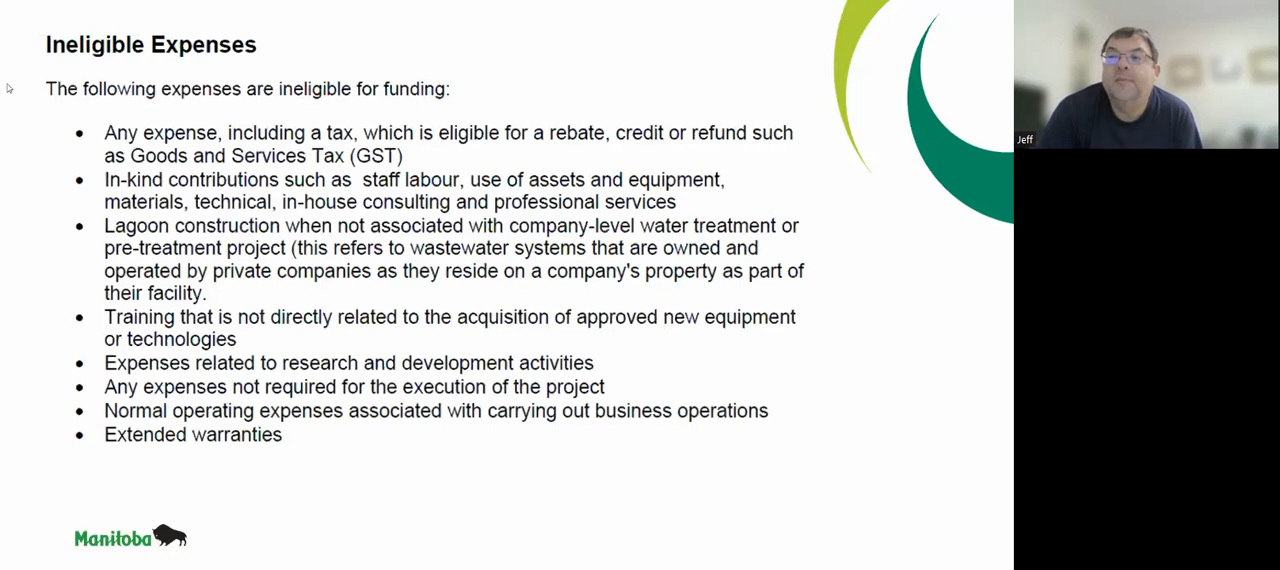 Ineligible Expenses
The following expenses are ineligible for funding:
• Any expense, including a tax, which is eligible for a rebate, credit or refund such
as Goods and Services Tax (GST)
• In-kind contributions such as  staff labour, use of assets and equipment,
materials, technical, in-house consulting and professional services
• Lagoon construction when not associated with company-level water treatment or
pre-treatment project (this refers to wastewater systems that are owned and
operated by private companies as they reside on a company's property as part of
their facility.
• Training that is not directly related to the acquisition of approved new equipment
or technologies
• Expenses related to research and development activities
• Any expenses not required for the execution of the project
• Normal operating expenses associated with carrying out business operations
• Extended warranties
Manitoba
Jeff